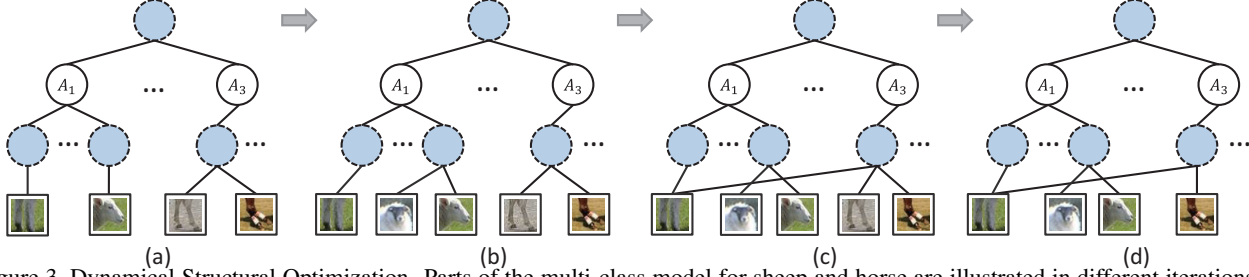 A₁ ... A₃ A₁ ... A₃ A₁ ... A₃ A₁ ... A₃
... ... ... ... ... ... ... ...
(a) (b) (c) (d)
Figure 3. Dynamical Structural Optimization. Parts of the multi-class model for sheep and horse are illustrated in different iterations